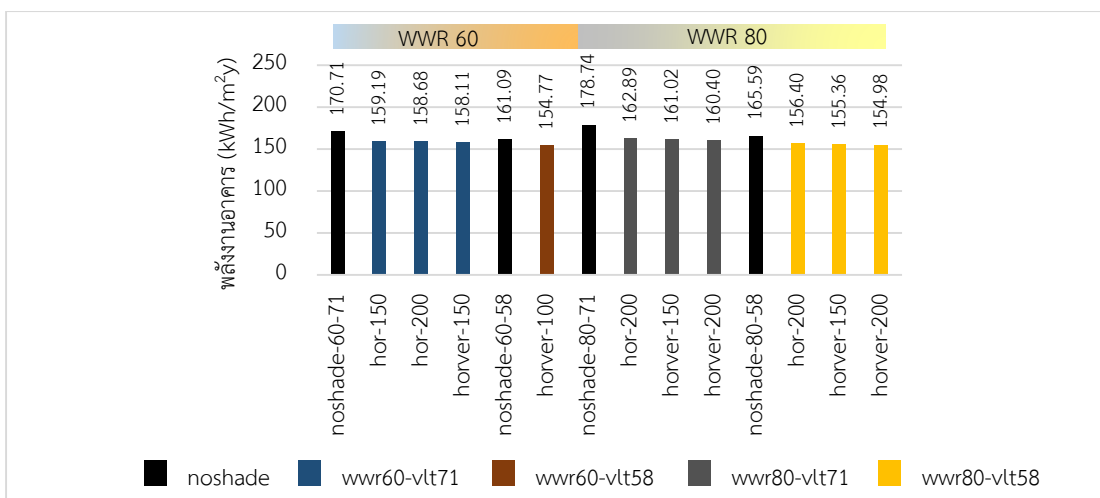 WWR 60 WWR 80
พลังงานอาคาร (kWh/m²y)
250
200
150
100
50
0
170.71
159.19
158.68
158.11
161.09
154.77
178.74
162.89
161.02
160.40
165.59
156.40
155.36
154.98
noshade-60-71
hor-150
hor-200
horver-150
noshade-60-58
horver-100
noshade-80-71
hor-200
horver-150
horver-200
noshade-80-58
hor-200
horver-150
horver-200
noshade wwr60-vlt71 wwr60-vlt58 wwr80-vlt71 wwr80-vlt58